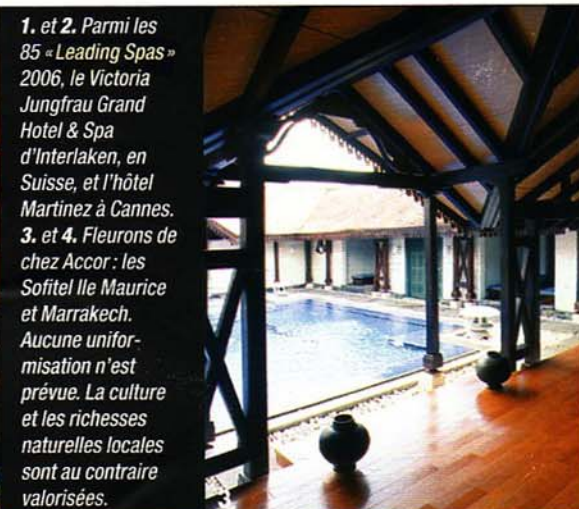 1. et 2. Parmi les
85 « Leading Spas »
2006, le Victoria
Jungfrau Grand
Hotel & Spa
d'Interlaken, en
Suisse, et l'hôtel
Martinez à Cannes.
3. et 4. Fleurons de
chez Accor : les
Sofitel Ile Maurice
et Marrakech.
Aucune unifor-
misation n'est
prévue. La culture
et les richesses
naturelles locales
sont au contraire
valorisées.
3